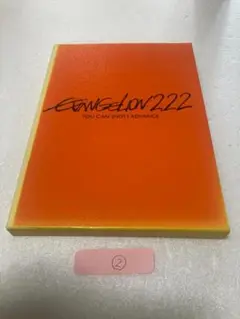 EVANGELION 2.22
YOU CAN (NOT) ADVANCE.
②